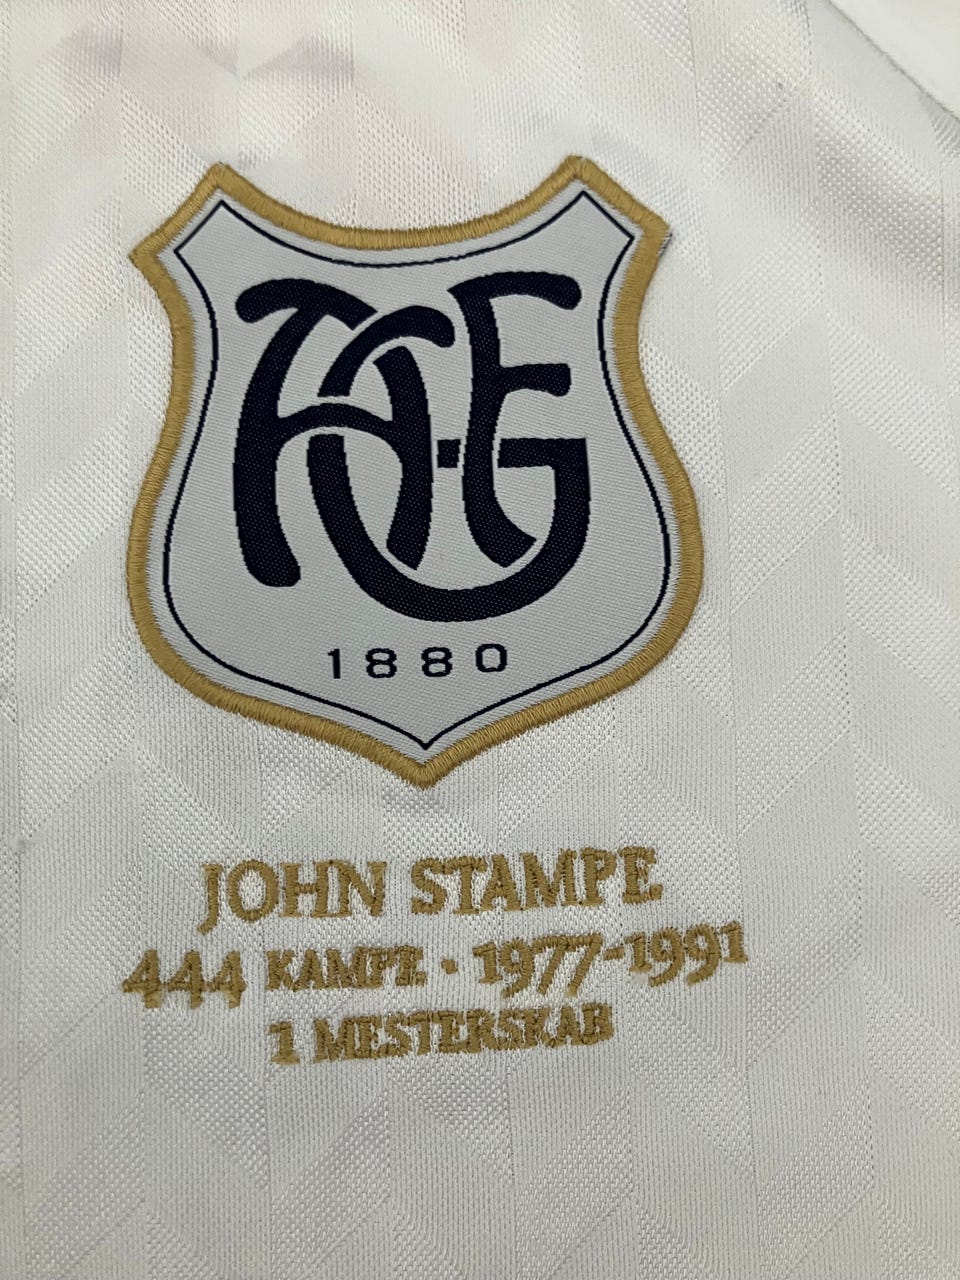 AGF
1880
JOHN STAMPE
444 KAMPE · 1977-1991
1 MESTERSKAB